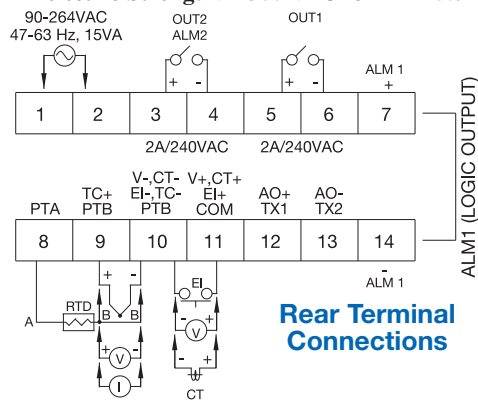 90-264VAC
47-63 Hz, 15VA
OUT2
ALM2
OUT1
+ -
+ -
ALM 1
+
1 2 3 4 5 6 7
2A/240VAC 2A/240VAC
ALM1 (LOGIC OUTPUT)
PTA
TC+
PTB
V-,CT-
EI-,TC-
PTB
V+,CT+
EI+
COM
AO+
TX1
AO-
TX2
8 9 10 11 12 13 14
-
ALM 1
+ -
EI
RTD
A B B
- V +
+ V -
- +
I
CT
Rear Terminal
Connections